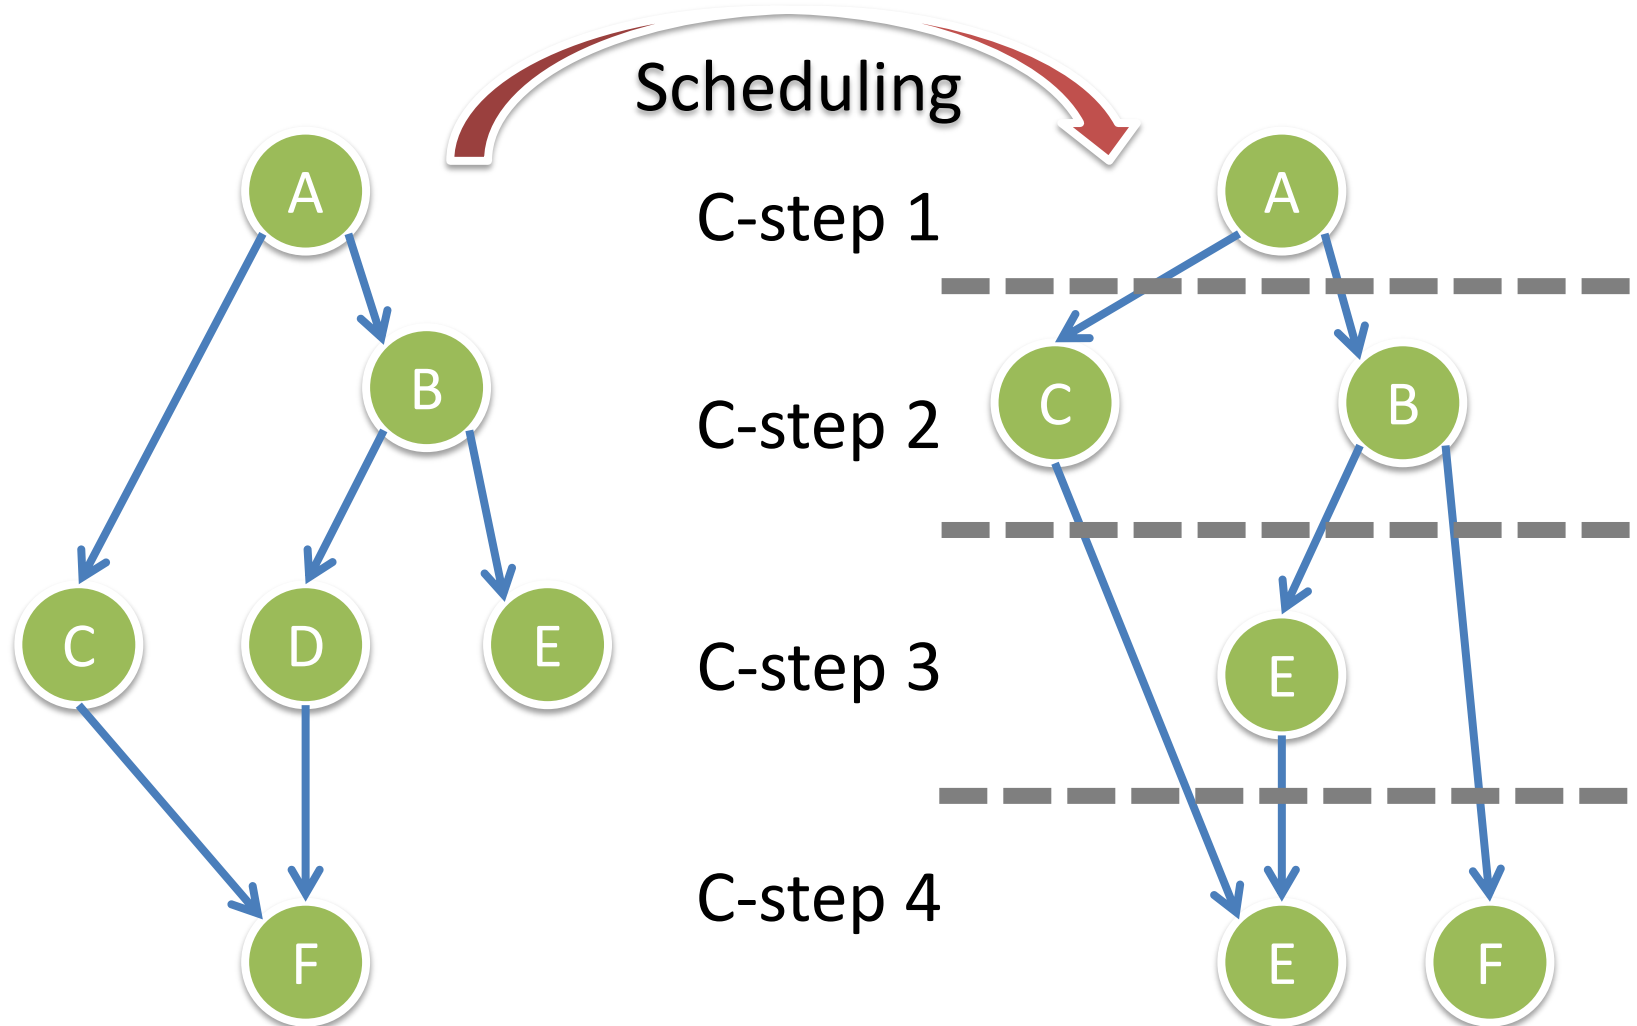 Scheduling
A
B
C
D
E
F
C-step 1
C-step 2
C-step 3
C-step 4
A
C
B
E
E
F